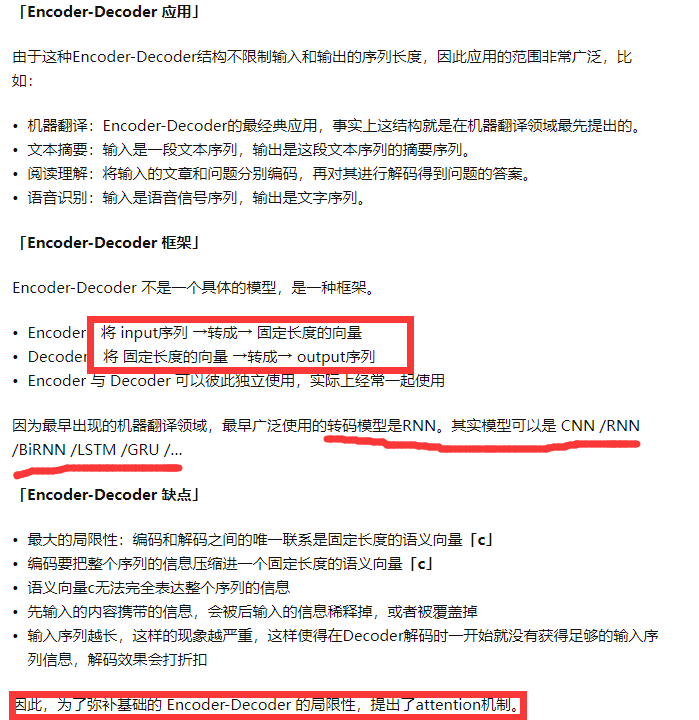 「Encoder-Decoder 应用」
由于这种Encoder-Decoder结构不限制输入和输出的序列长度，因此应用的范围非常广泛，比
如：
• 机器翻译：Encoder-Decoder的最经典应用，事实上这结构就是在机器翻译领域最先提出的。
• 文本摘要：输入是一段文本序列，输出是这段文本序列的摘要序列。
• 阅读理解：将输入的文章和问题分别编码，再对其进行解码得到问题的答案。
• 语音识别：输入是语音信号序列，输出是文字序列。
「Encoder-Decoder 框架」
Encoder-Decoder 不是一个具体的模型，是一种框架。
• Encoder 将 input序列 →转成→ 固定长度的向量
• Decoder 将 固定长度的向量 →转成→ output序列
• Encoder 与 Decoder 可以彼此独立使用，实际上经常一起使用
因为最早出现的机器翻译领域，最早广泛使用的转码模型是RNN。其实模型可以是 CNN /RNN
/BiRNN /LSTM /GRU /...
「Encoder-Decoder 缺点」
• 最大的局限性：编码和解码之间的唯一联系是固定长度的语义向量「c」
• 编码要把整个序列的信息压缩进一个固定长度的语义向量「c」
• 语义向量c无法完全表达整个序列的信息
• 先输入的内容携带的信息，会被后输入的信息稀释掉，或者被覆盖掉
• 输入序列越长，这样的现象越严重，这样使得在Decoder解码时一开始就没有获得足够的输入序
列信息，解码效果会打折扣
因此，为了弥补基础的 Encoder-Decoder 的局限性，提出了attention机制。